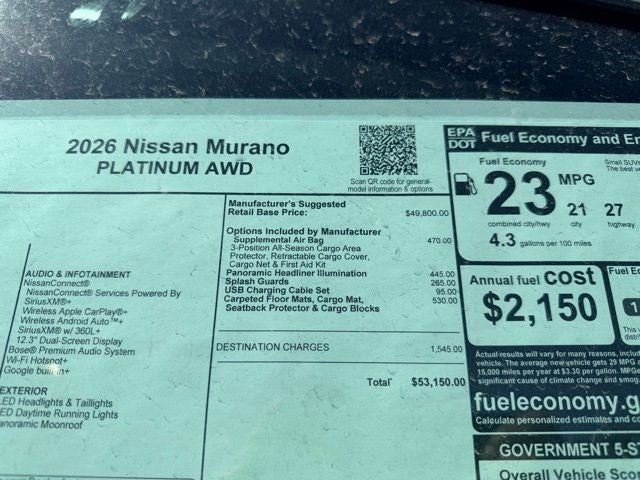 2026 Nissan Murano
PLATINUM AWD
Scan QR code for general
model information & options
Manufacturer's Suggested
Retail Base Price: $49,800.00
Options Included by Manufacturer
Supplemental Air Bag 470.00
3-Position All-Season Cargo Area
Protector, Retractable Cargo Cover,
Cargo Net & First Aid Kit
Panoramic Headliner Illumination 445.00
Splash Guards 265.00
USB Charging Cable Set 95.00
Carpeted Floor Mats, Cargo Mat, 530.00
Seatback Protector & Cargo Blocks
DESTINATION CHARGES 1,545.00
Total* $53,150.00
AUDIO & INFOTAINMENT
NissanConnect®
NissanConnect® Services Powered By
SiriusXM®+
Wireless Apple CarPlay®+
Wireless Android Auto™+
SiriusXM® w/ 360L+
12.3" Dual-Screen Display
Bose® Premium Audio System
Wi-Fi Hotspot+
Google built-in+
EXTERIOR
LED Headlights & Taillights
LED Daytime Running Lights
Panoramic Moonroof
EPA
DOT
Fuel Economy and En
Fuel Economy
Small SUVs
The best v
23 MPG
21 27
combined city/hwy city highway
4.3 gallons per 100 miles
Annual fuel cost
$2,150
Fuel Ec
1
This v
distri
Actual results will vary for many reasons, includ
vehicle. The average new vehicle gets 29 MPG a
15,000 miles per year at $3.30 per gallon. MPGe
significant cause of climate change and smog
fueleconomy.g
Calculate personalized estimates and co
GOVERNMENT 5-ST
Overall Vehicle Scor